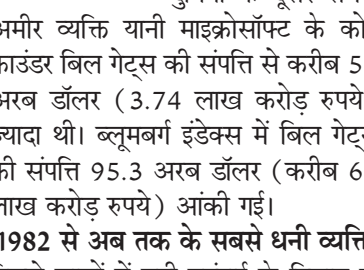 अमीर व्यक्ति यानी माइक्रोसॉफ्ट के को
फाउंडर बिल गेट्स की संपत्ति से करीब 5
अरब डॉलर (3.74 लाख करोड़ रुपये
ज्यादा थी। ब्लूमबर्ग इंडेक्स में बिल गेट्स
की संपत्ति 95.3 अरब डॉलर (करीब 6
लाख करोड़ रुपये) आंकी गई।
1982 से अब तक के सबसे धनी व्यक्ति